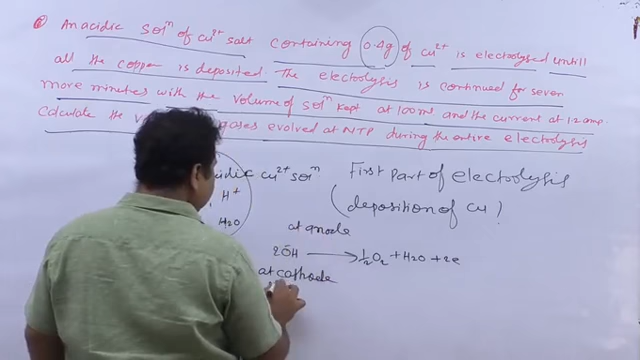 An acidic solⁿ of Cu²⁺ salt containing 0.4g of Cu²⁺ is electrolysed untill
all the copper is deposited. The electrolysis is continued for seven
more minutes with the volume of solⁿ kept at 100ml and the current at 1.2 amp.
Calculate the gases evolved at NTP during the entire electrolysis
Cu²⁺ solⁿ First part of electrolysis
H⁺ (deposition of Cu)
H₂O at anode
2OH⁻ → ½O₂ + H₂O + 2e
at cathode